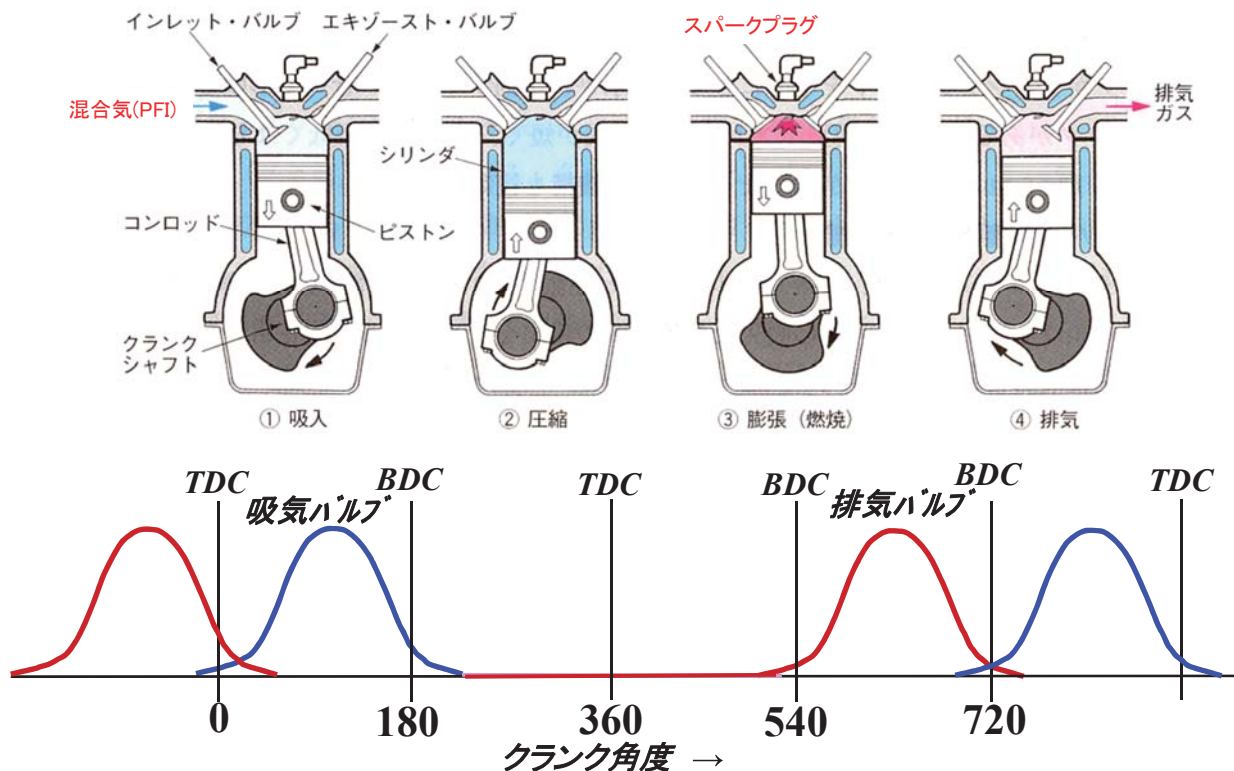 インレット・バルブ エキゾースト・バルブ
スパークプラグ
混合気(PFI)
排気
ガス
シリンダ
コンロッド
ピストン
クランク
シャフト
① 吸入
② 圧縮
③ 膨張 (燃焼)
④ 排気
TDC
BDC
TDC
BDC
BDC
TDC
吸気バルブ
排気バルブ
0
180
360
540
720
クランク角度 →